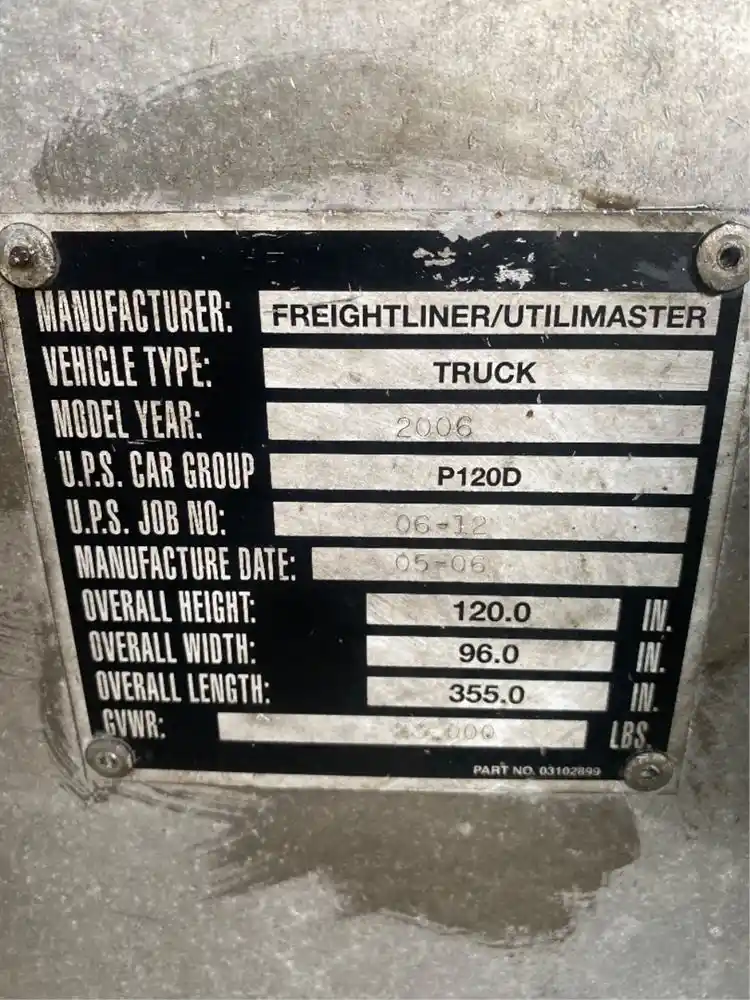 MANUFACTURER: FREIGHTLINER/UTILIMASTER
VEHICLE TYPE: TRUCK
MODEL YEAR: 2006
U.P.S. CAR GROUP P120D
U.P.S. JOB NO: 06-12
MANUFACTURE DATE: 05-06
OVERALL HEIGHT: 120.0 IN.
OVERALL WIDTH: 96.0 IN.
OVERALL LENGTH: 355.0 IN.
GVWR: LBS.
PART NO. 03102899